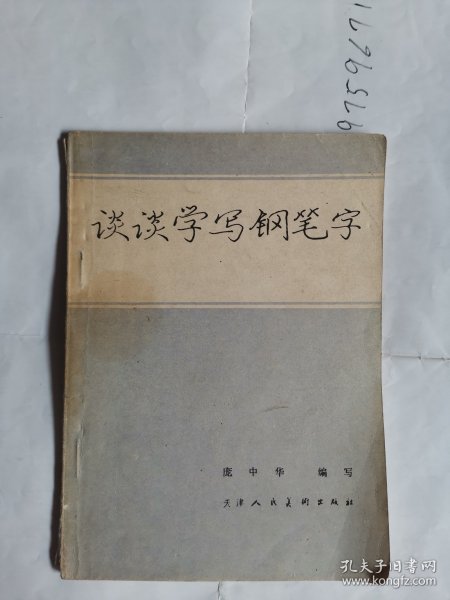 谈谈学写钢笔字
庞中华 编写
天津人民美術出版社
孔夫子旧书网
www.kongfz.com